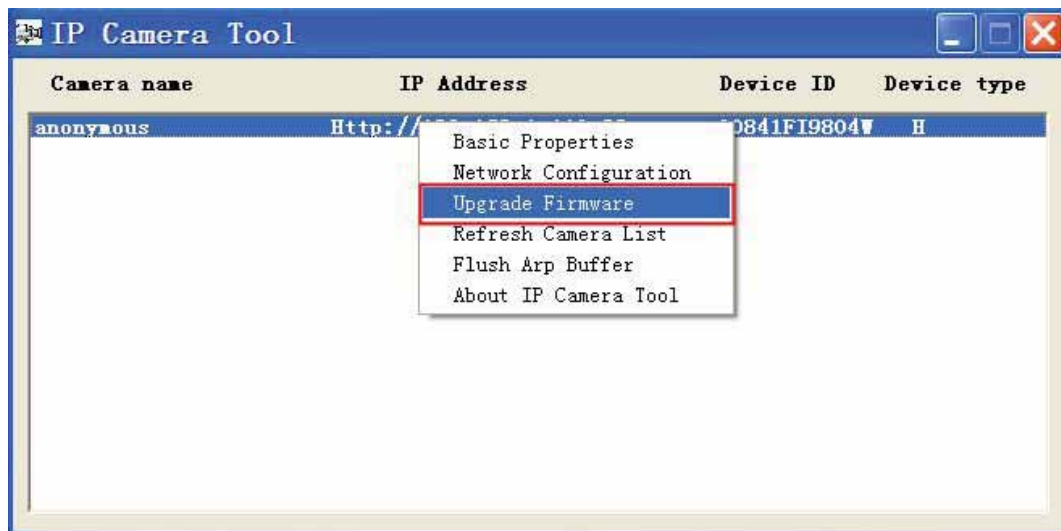 IP Camera Tool
Camera name IP Address Device ID Device type
anonymous Http:// H
Basic Properties
Network Configuration
Upgrade Firmware
Refresh Camera List
Flush Arp Buffer
About IP Camera Tool